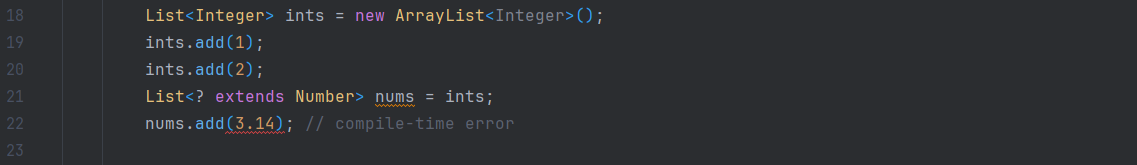 18 List<Integer> ints = new ArrayList<Integer>();
19 ints.add(1);
20 ints.add(2);
21 List<? extends Number> nums = ints;
22 nums.add(3.14); // compile-time error
23